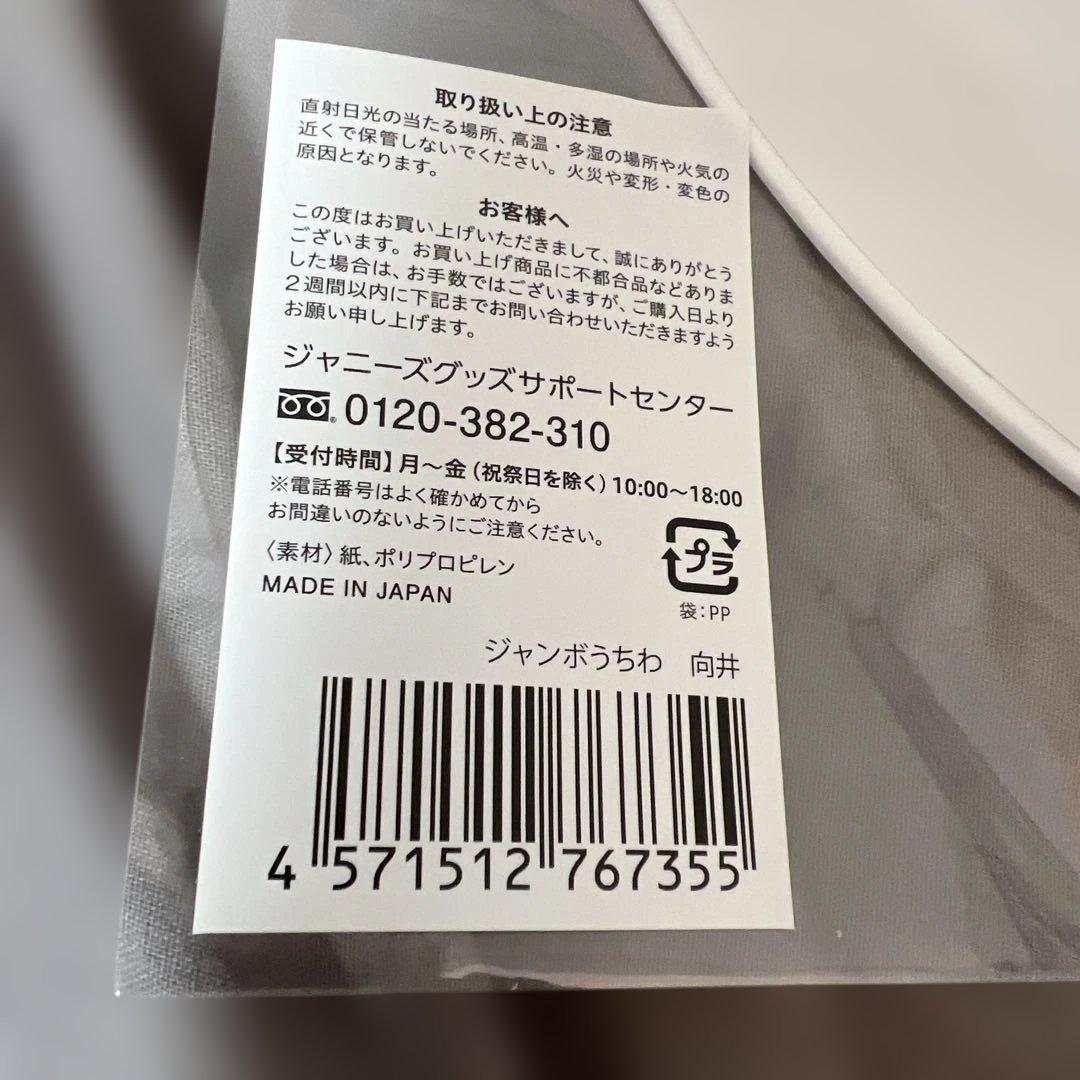 取り扱い上の注意
直射日光の当たる場所、高温・多湿の場所や火気の
近くで保管しないでください。火災や変形・変色の
原因となります。
お客様へ
この度はお買い上げいただきまして、誠にありがとう
ございます。お買い上げ商品に不都合品などありま
した場合は、お手数ではございますが、ご購入日より
2週間以内に下記までお問い合わせいただきますよう
お願い申し上げます。
ジャニーズグッズサポートセンター
0120-382-310
【受付時間】月〜金（祝祭日を除く）10:00〜18:00
※電話番号はよく確かめてから
お間違いのないようにご注意ください。
〈素材〉紙、ポリプロピレン
MADE IN JAPAN
プラ
袋：PP
ジャンボうちわ　向井
4 571512 767355